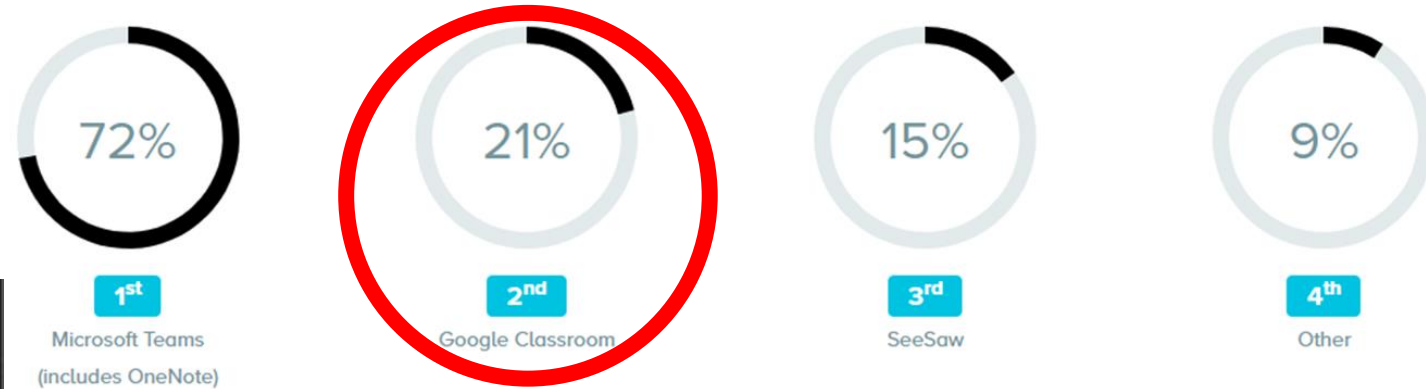 72%
21%
15%
9%
1st
2nd
3rd
4th
Microsoft Teams
(includes OneNote)
Google Classroom
SeeSaw
Other